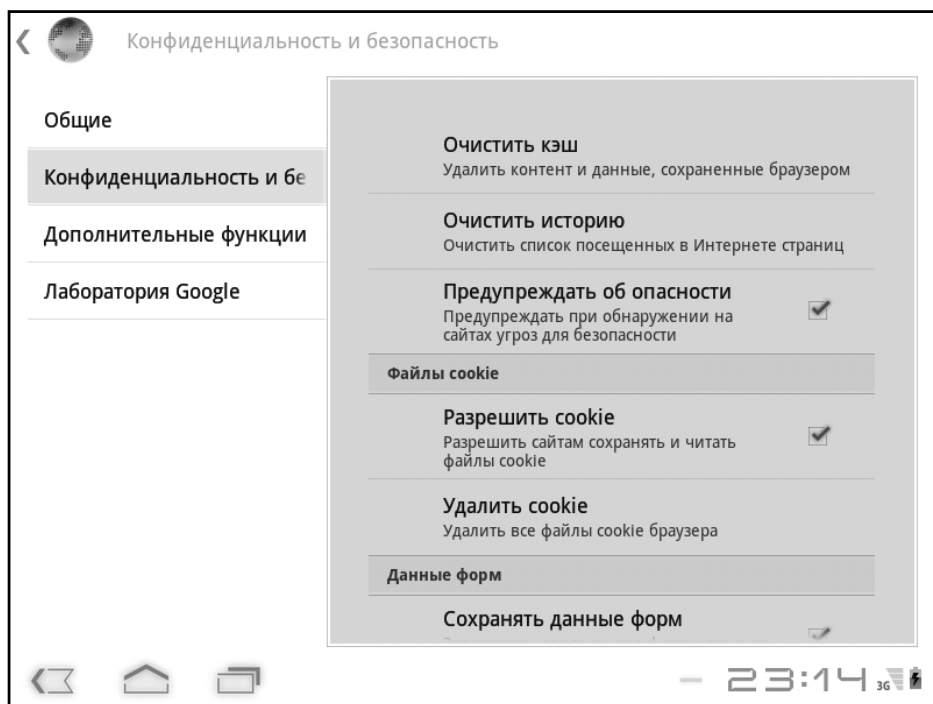 Конфиденциальность и безопасность
Общие
Конфиденциальность и бе
Дополнительные функции
Лаборатория Google
Очистить кэш
Удалить контент и данные, сохраненные браузером
Очистить историю
Очистить список посещенных в Интернете страниц
Предупреждать об опасности
Предупреждать при обнаружении на
сайтах угроз для безопасности
Файлы cookie
Разрешить cookie
Разрешить сайтам сохранять и читать
файлы cookie
Удалить cookie
Удалить все файлы cookie браузера
Данные форм
Сохранять данные форм
23:14 3G